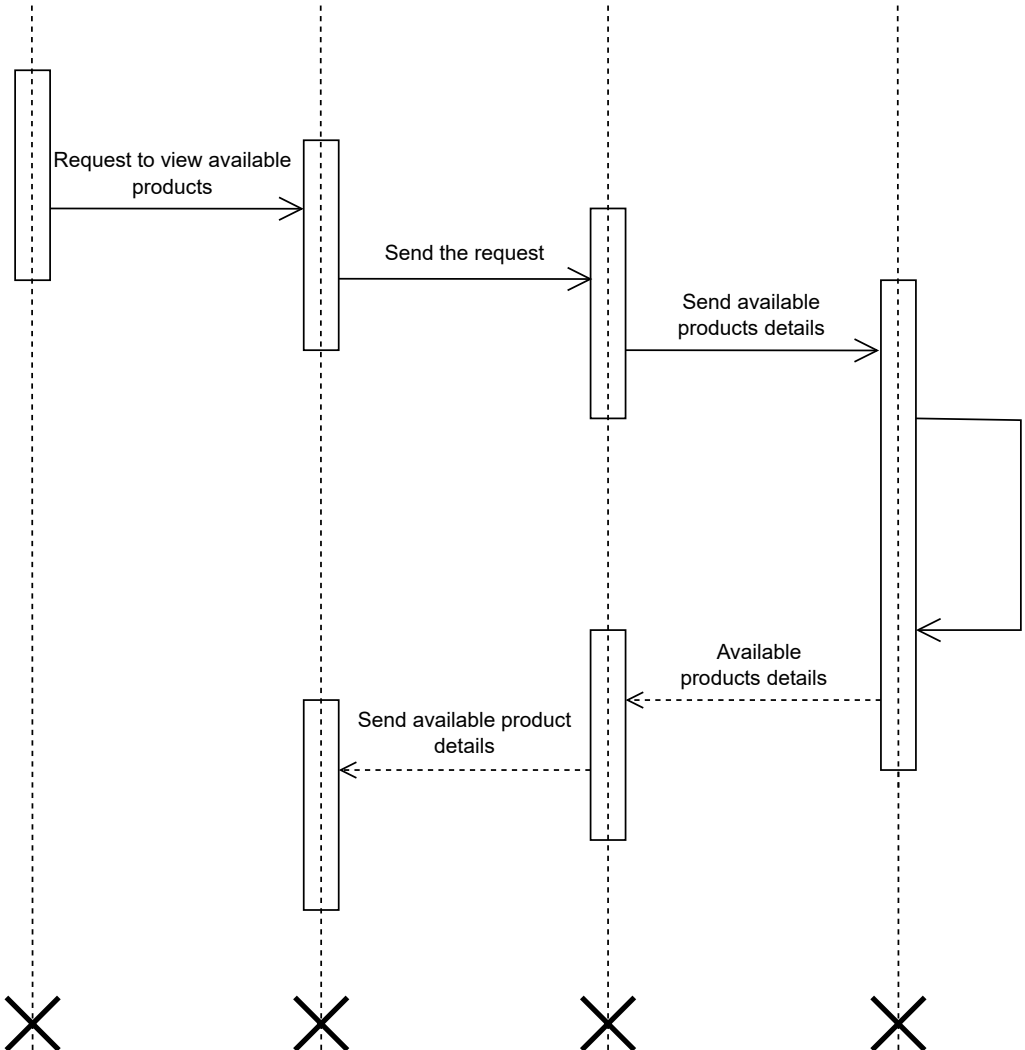 Request to view available
products
Send the request
Send available
products details
Available
products details
Send available product
details